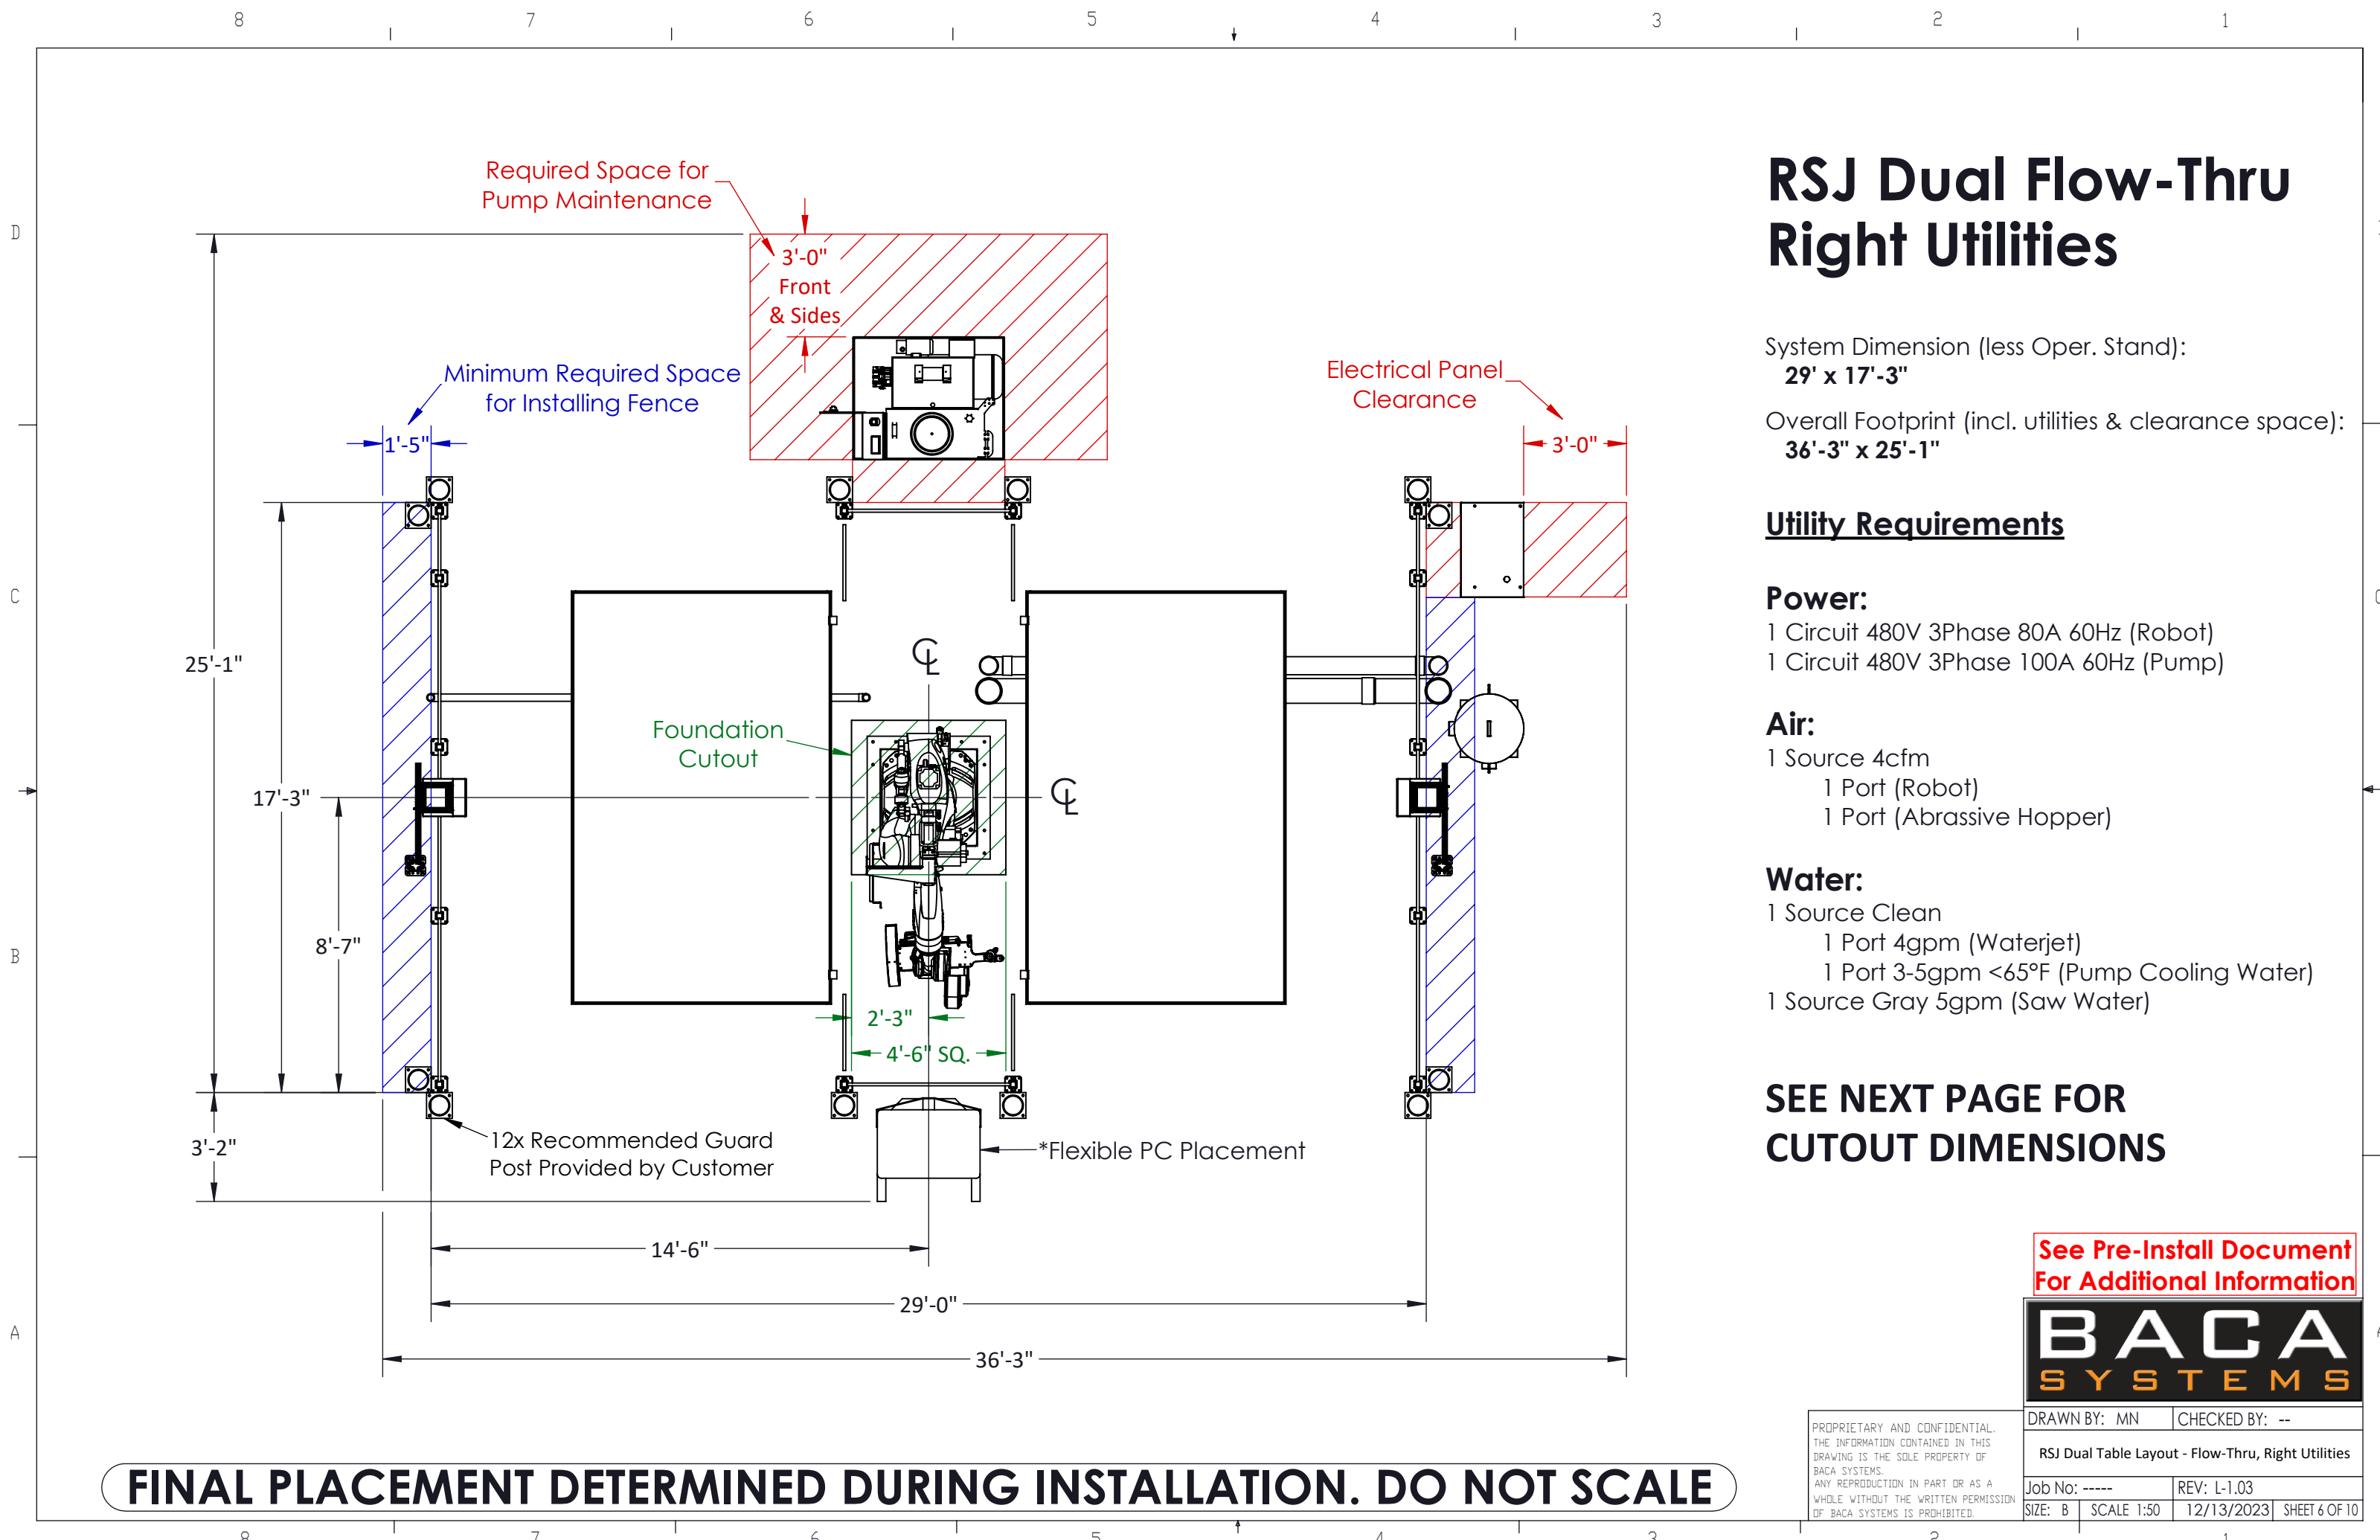 8 7 6 5 4 3 2 1
D
C
B
A
Required Space for
Pump Maintenance
3'-0"
Front
& Sides
Minimum Required Space
for Installing Fence
1'-5"
Electrical Panel
Clearance
3'-0"
25'-1"
17'-3"
8'-7"
3'-2"
Foundation
Cutout
CL
CL
2'-3"
4'-6" SQ.
12x Recommended Guard
Post Provided by Customer
*Flexible PC Placement
14'-6"
29'-0"
36'-3"
RSJ Dual Flow-Thru
Right Utilities
System Dimension (less Oper. Stand):
29' x 17'-3"
Overall Footprint (incl. utilities & clearance space):
36'-3" x 25'-1"
Utility Requirements
Power:
1 Circuit 480V 3Phase 80A 60Hz (Robot)
1 Circuit 480V 3Phase 100A 60Hz (Pump)
Air:
1 Source 4cfm
1 Port (Robot)
1 Port (Abrassive Hopper)
Water:
1 Source Clean
1 Port 4gpm (Waterjet)
1 Port 3-5gpm <65°F (Pump Cooling Water)
1 Source Gray 5gpm (Saw Water)
SEE NEXT PAGE FOR
CUTOUT DIMENSIONS
See Pre-Install Document
For Additional Information
BACA
SYSTEMS
DRAWN BY: MN CHECKED BY: --
RSJ Dual Table Layout - Flow-Thru, Right Utilities
Job No: ----- REV: L-1.03
SIZE: B SCALE 1:50 12/13/2023 SHEET 6 OF 10
PROPRIETARY AND CONFIDENTIAL.
THE INFORMATION CONTAINED IN THIS
DRAWING IS THE SOLE PROPERTY OF
BACA SYSTEMS.
ANY REPRODUCTION IN PART OR AS A
WHOLE WITHOUT THE WRITTEN PERMISSION
OF BACA SYSTEMS IS PROHIBITED.
FINAL PLACEMENT DETERMINED DURING INSTALLATION. DO NOT SCALE
8 7 6 5 4 3 2 1